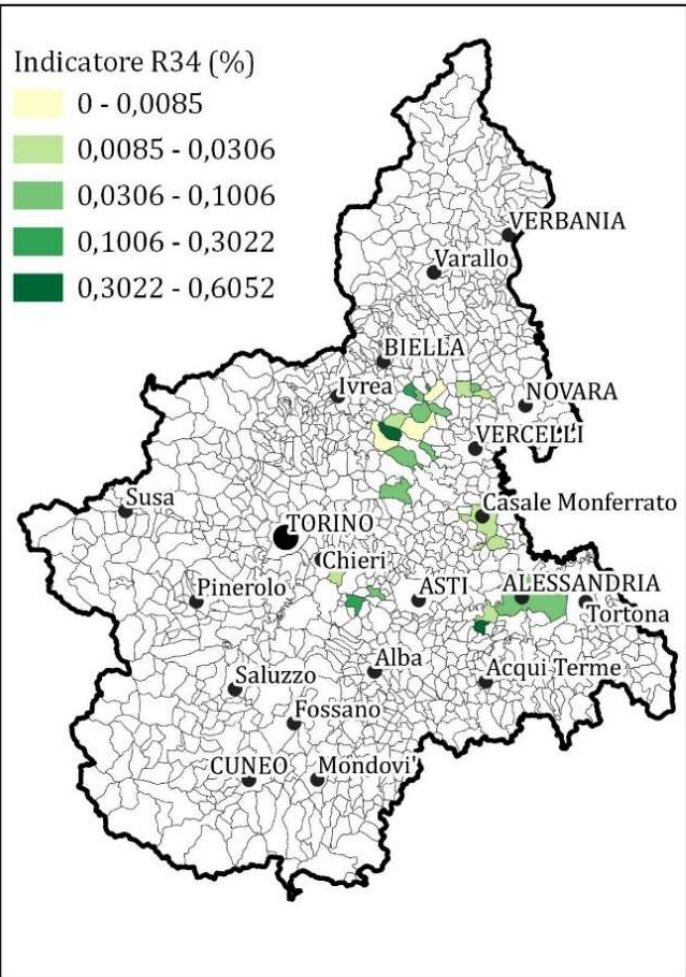 Indicatore R34 (%)
0 - 0,0085
0,0085 - 0,0306
0,0306 - 0,1006
0,1006 - 0,3022
0,3022 - 0,6052
VERBANIA
Varallo
BIELLA
Ivrea
NOVARA
VERCELLI
Susa
Casale Monferrato
TORINO
Chieri
Pinerolo
ASTI
ALESSANDRIA
Tortona
Alba
Acqui Terme
Saluzzo
Fossano
CUNEO
Mondovi'